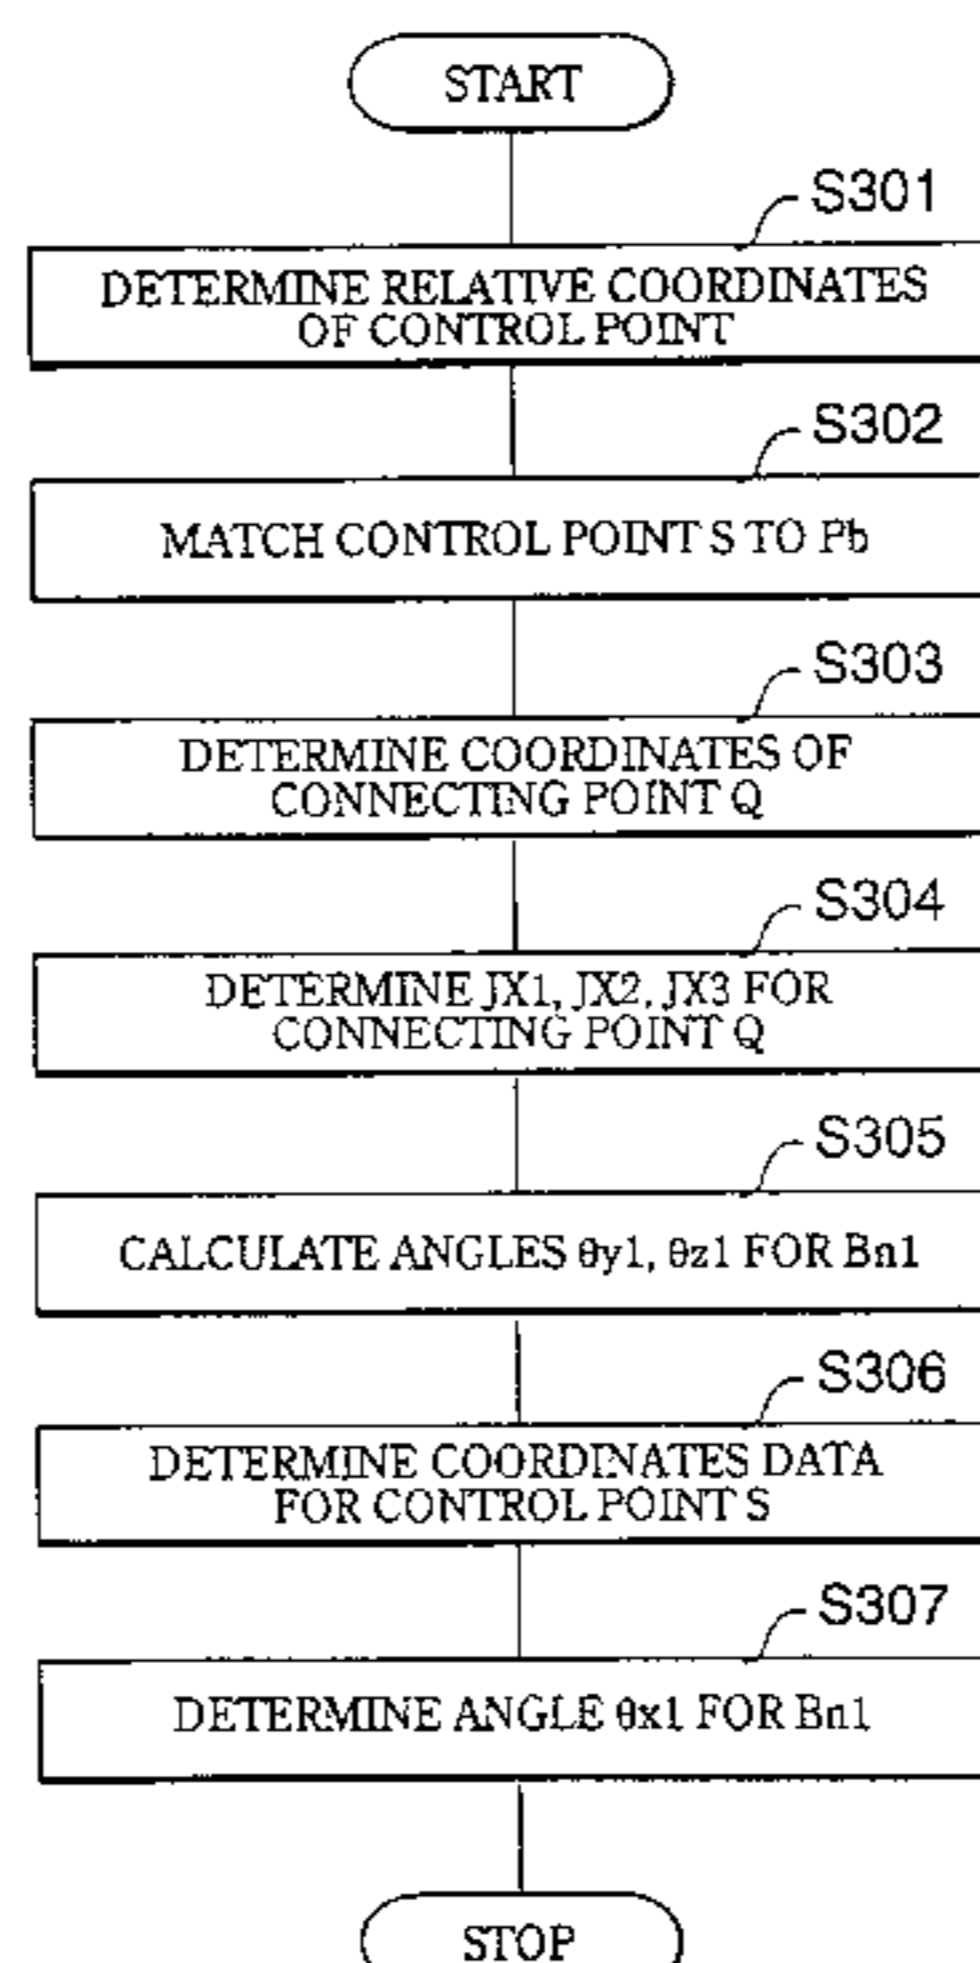 START
S301
DETERMINE RELATIVE COORDINATES
OF CONTROL POINT
S302
MATCH CONTROL POINT S TO Pb
S303
DETERMINE COORDINATES OF
CONNECTING POINT Q
S304
DETERMINE JX1, JX2, JX3 FOR
CONNECTING POINT Q
S305
CALCULATE ANGLES θy1, θz1 FOR Bn1
S306
DETERMINE COORDINATES DATA
FOR CONTROL POINT S
S307
DETERMINE ANGLE θx1 FOR Bn1
STOP